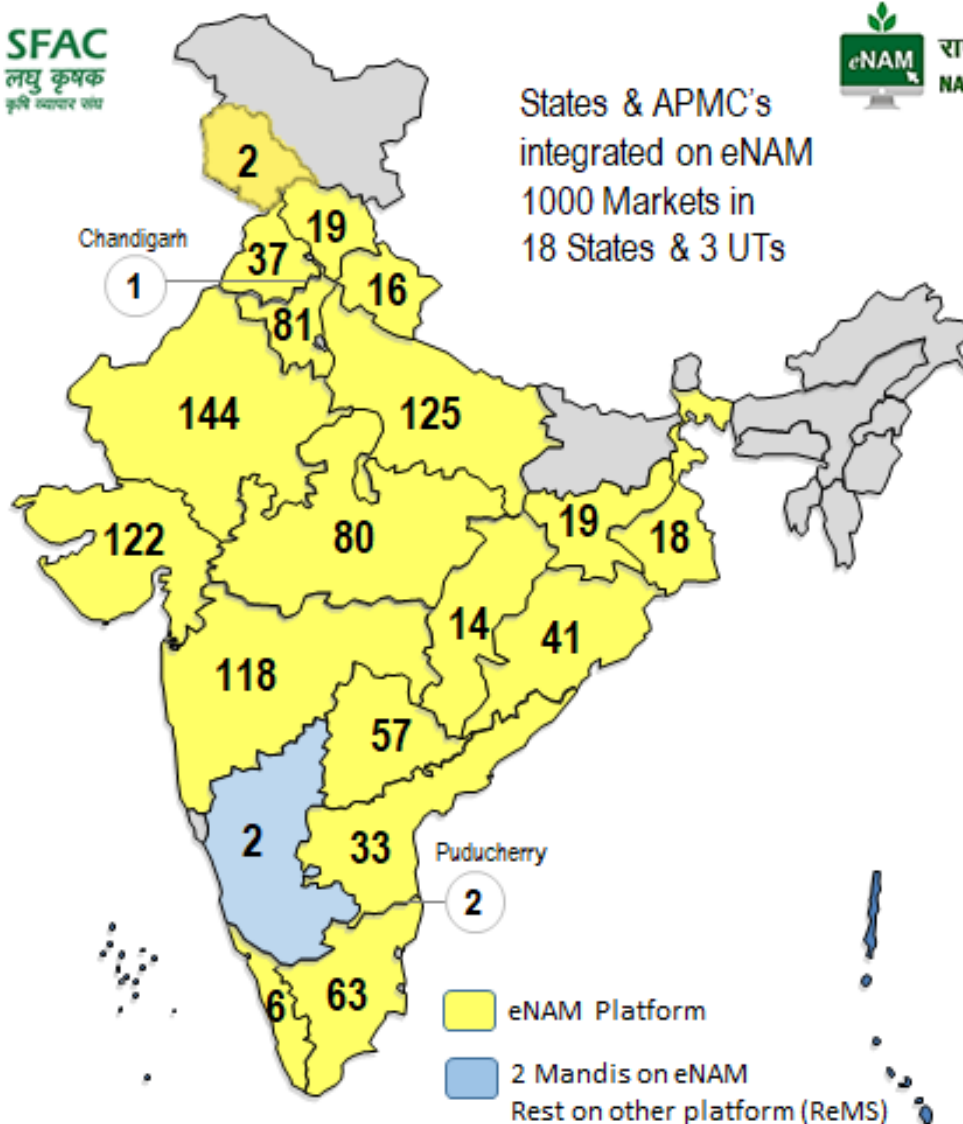 SFAC
लघु कृषक
कृषि व्यापार संघ
eNAM
रा
NA
States & APMC's
integrated on eNAM
1000 Markets in
18 States & 3 UTs
2
19
Chandigarh
37
1
16
81
144
125
122
80
19
18
14
41
118
57
2
33
Puducherry
2
6
63
eNAM Platform
2 Mandis on eNAM
Rest on other platform (ReMS)